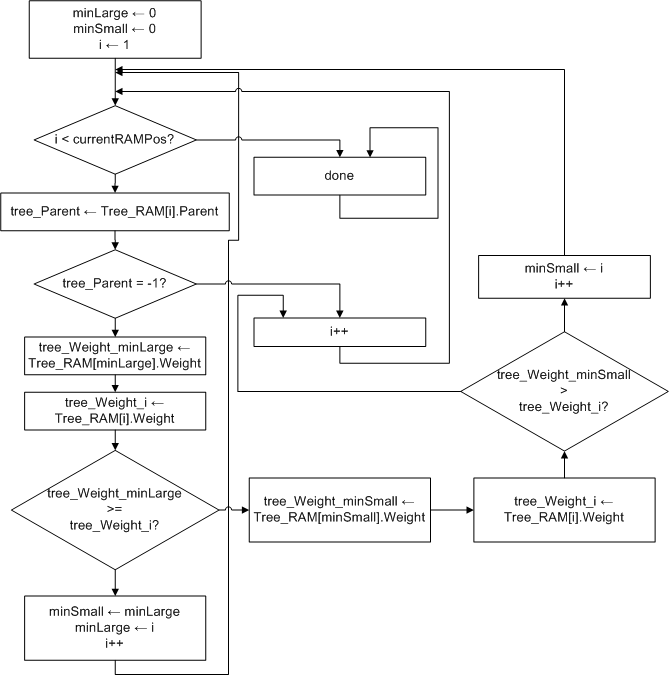 minLarge ← 0
minSmall ← 0
i ← 1
i < currentRAMPos?
done
tree_Parent ← Tree_RAM[i].Parent
tree_Parent = -1?
i++
tree_Weight_minLarge ←
Tree_RAM[minLarge].Weight
tree_Weight_i ←
Tree_RAM[i].Weight
tree_Weight_minLarge
>=
tree_Weight_i?
minSmall ← minLarge
minLarge ← i
i++
tree_Weight_minSmall ←
Tree_RAM[minSmall].Weight
tree_Weight_i ←
Tree_RAM[i].Weight
tree_Weight_minSmall
>
tree_Weight_i?
minSmall ← i
i++